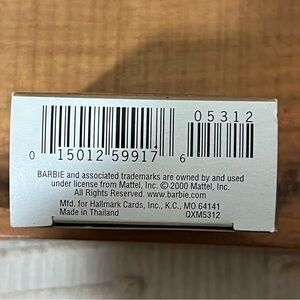 05312
0 15012 59917 6
BARBIE and associated trademarks are owned by and used
under license from Mattel, Inc. © 2000 Mattel, Inc.
All Rights Reserved. www.barbie.com
Mfd. for Hallmark Cards, Inc., K.C., MO 64141
Made in Thailand QXM5312